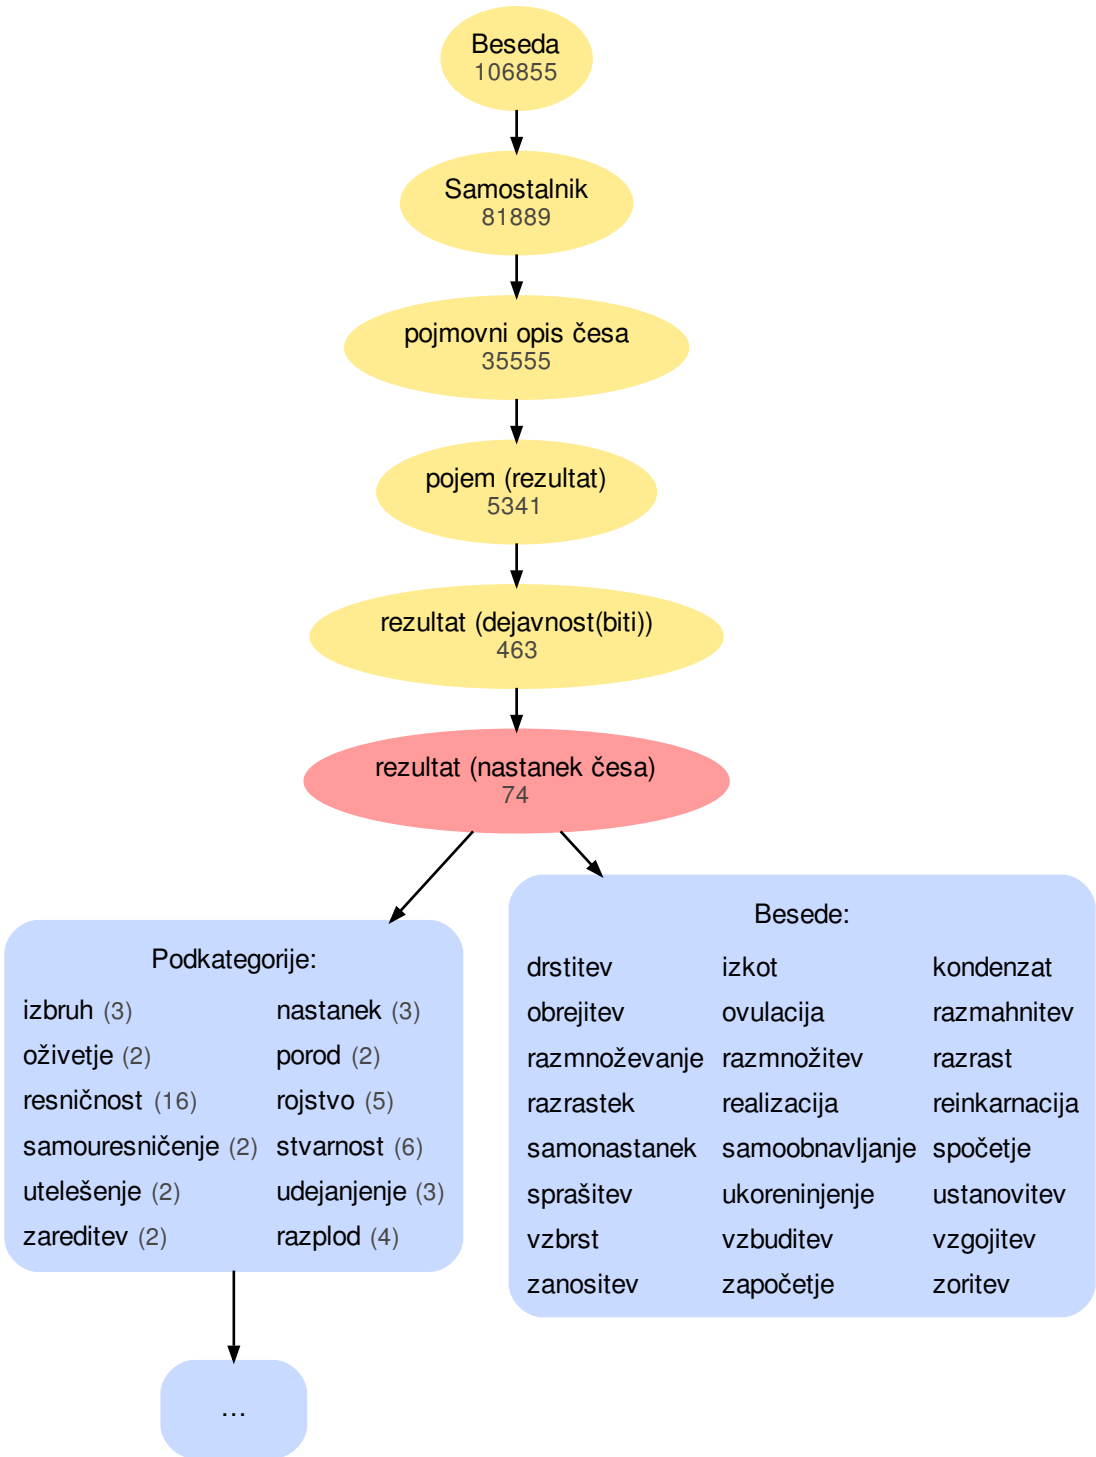 Beseda
106855
Samostalnik
81889
pojmovni opis česa
35555
pojem (rezultat)
5341
rezultat (dejavnost(biti))
463
rezultat (nastanek česa)
74
Podkategorije:
izbruh (3) nastanek (3)
oživetje (2) porod (2)
resničnost (16) rojstvo (5)
samouresničenje (2) stvarnost (6)
utelešenje (2) udejanjenje (3)
zareditev (2) razplod (4)
...
Besede:
drstitev izkot kondenzat
obrejitev ovulacija razmahnitev
razmnoževanje razmnožitev razrast
razrastek realizacija reinkarnacija
samonastanek samoobnavljanje spočetje
sprašitev ukoreninjenje ustanovitev
vzbrst vzbuditev vzgojitev
zanositev započetje zoritev